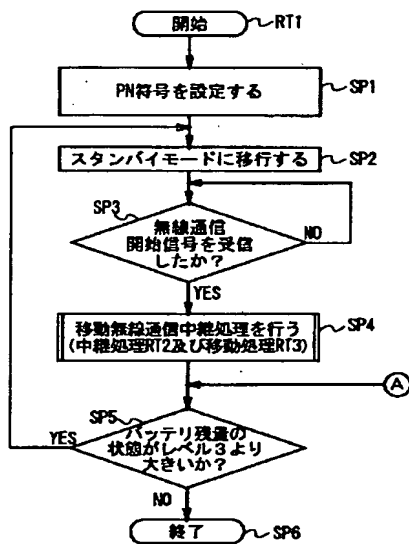 開始
RT1
PN符号を設定する
SP1
スタンバイモードに移行する
SP2
SP3
無線通信
開始信号を受信
したか？
NO
YES
移動無線通信中継処理を行う
(中継処理RT2及び移動処理RT3)
SP4
A
SP5
バッテリ残量の
状態がレベル3より
大きいか？
YES
NO
終了
SP6